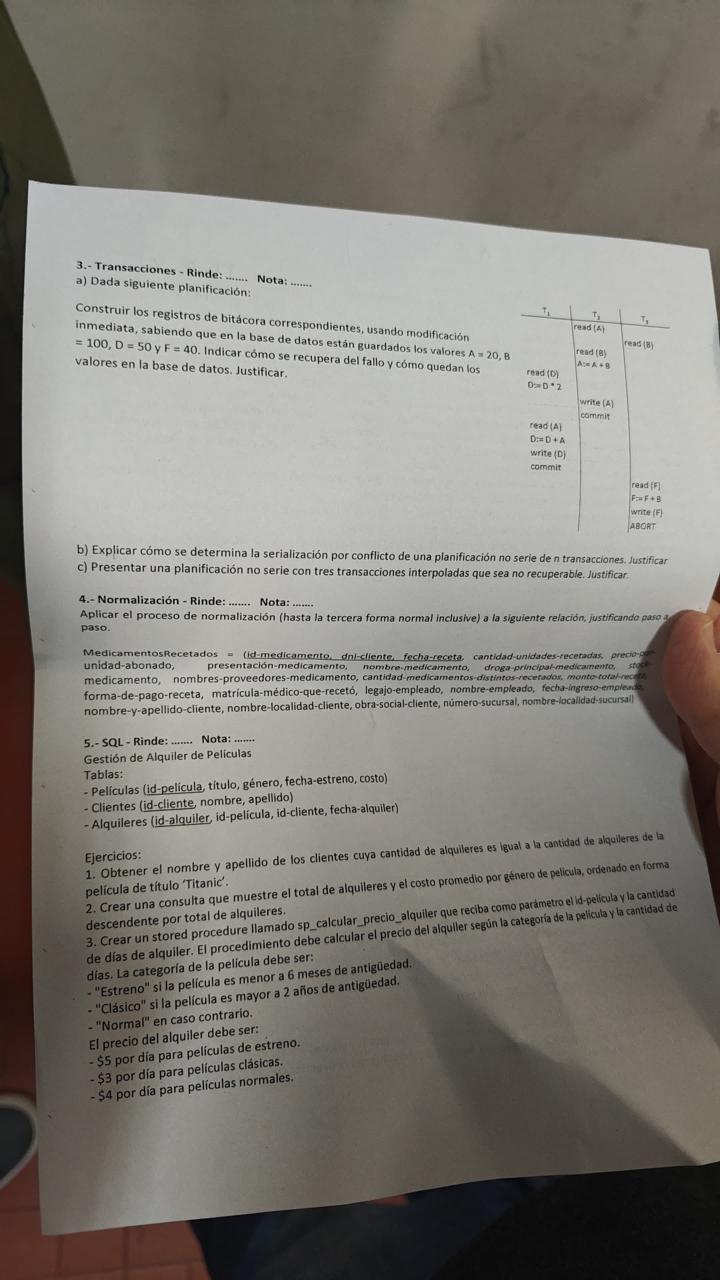 3.- Transacciones - Rinde: ....... Nota: .......
a) Dada siguiente planificación:
Construir los registros de bitácora correspondientes, usando modificación
inmediata, sabiendo que en la base de datos están guardados los valores A = 20, B
= 100, D = 50 y F = 40. Indicar cómo se recupera del fallo y cómo quedan los
valores en la base de datos. Justificar.
T₁ T₂ T₃
read (A)
read (B)
read (B)
A:= A + B
read (D)
D:= D * 2
write (A)
commit
read (A)
D:= D + A
write (D)
commit
read (F)
F:= F + B
write (F)
ABORT
b) Explicar cómo se determina la serialización por conflicto de una planificación no serie de n transacciones. Justificar
c) Presentar una planificación no serie con tres transacciones interpoladas que sea no recuperable. Justificar.
4.- Normalización - Rinde: ....... Nota: .......
Aplicar el proceso de normalización (hasta la tercera forma normal inclusive) a la siguiente relación, justificando paso a
paso.
MedicamentosRecetados = (id-medicamento, dni-cliente, fecha-receta, cantidad-unidades-recetadas, precio-por-
unidad-abonado, presentación-medicamento, nombre-medicamento, droga-principal-medicamento, stock-
medicamento, nombres-proveedores-medicamento, cantidad-medicamentos-distintos-recetados, monto-total-receta,
forma-de-pago-receta, matrícula-médico-que-recetó, legajo-empleado, nombre-empleado, fecha-ingreso-empleado,
nombre-y-apellido-cliente, nombre-localidad-cliente, obra-social-cliente, número-sucursal, nombre-localidad-sucursal)
5.- SQL - Rinde: ....... Nota: .......
Gestión de Alquiler de Películas
Tablas:
- Películas (id-película, título, género, fecha-estreno, costo)
- Clientes (id-cliente, nombre, apellido)
- Alquileres (id-alquiler, id-película, id-cliente, fecha-alquiler)
Ejercicios:
1. Obtener el nombre y apellido de los clientes cuya cantidad de alquileres es igual a la cantidad de alquileres de la
película de título 'Titanic'.
2. Crear una consulta que muestre el total de alquileres y el costo promedio por género de película, ordenado en forma
descendente por total de alquileres.
3. Crear un stored procedure llamado sp_calcular_precio_alquiler que reciba como parámetro el id-película y la cantidad
de días de alquiler. El procedimiento debe calcular el precio del alquiler según la categoría de la película y la cantidad de
días. La categoría de la película debe ser:
- "Estreno" si la película es menor a 6 meses de antigüedad.
- "Clásico" si la película es mayor a 2 años de antigüedad.
- "Normal" en caso contrario.
El precio del alquiler debe ser:
- $5 por día para películas de estreno.
- $3 por día para películas clásicas.
- $4 por día para películas normales.